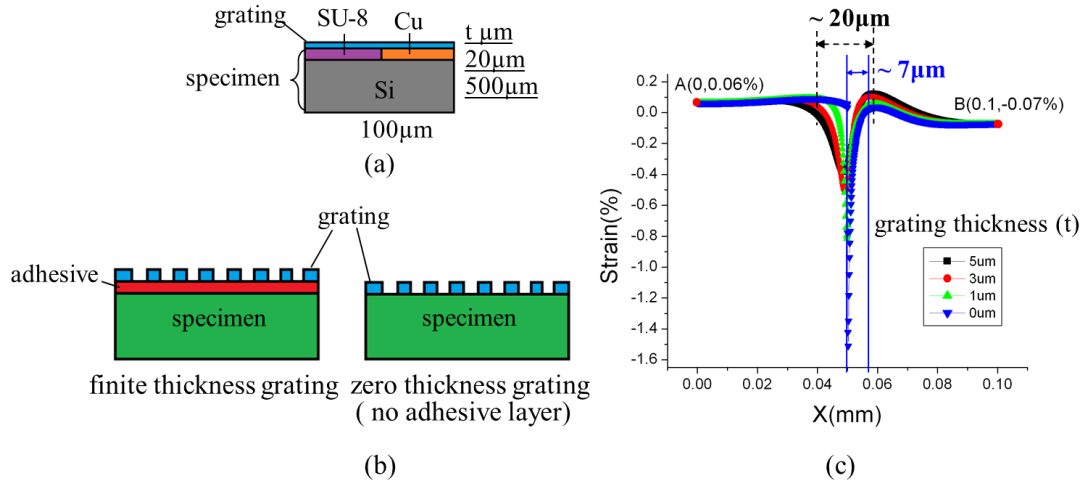 grating
SU-8
Cu
t µm
20µm
500µm
specimen
Si
100µm
(a)
grating
adhesive
specimen
specimen
finite thickness grating
zero thickness grating
( no adhesive layer)
(b)
~ 20µm
~ 7µm
A(0,0.06%)
B(0.1,-0.07%)
0.2
0.0
-0.2
-0.4
-0.6
-0.8
-1.0
-1.2
-1.4
-1.6
Strain(%)
grating thickness (t)
5um
3um
1um
0um
0.00
0.02
0.04
0.06
0.08
0.10
X(mm)
(c)